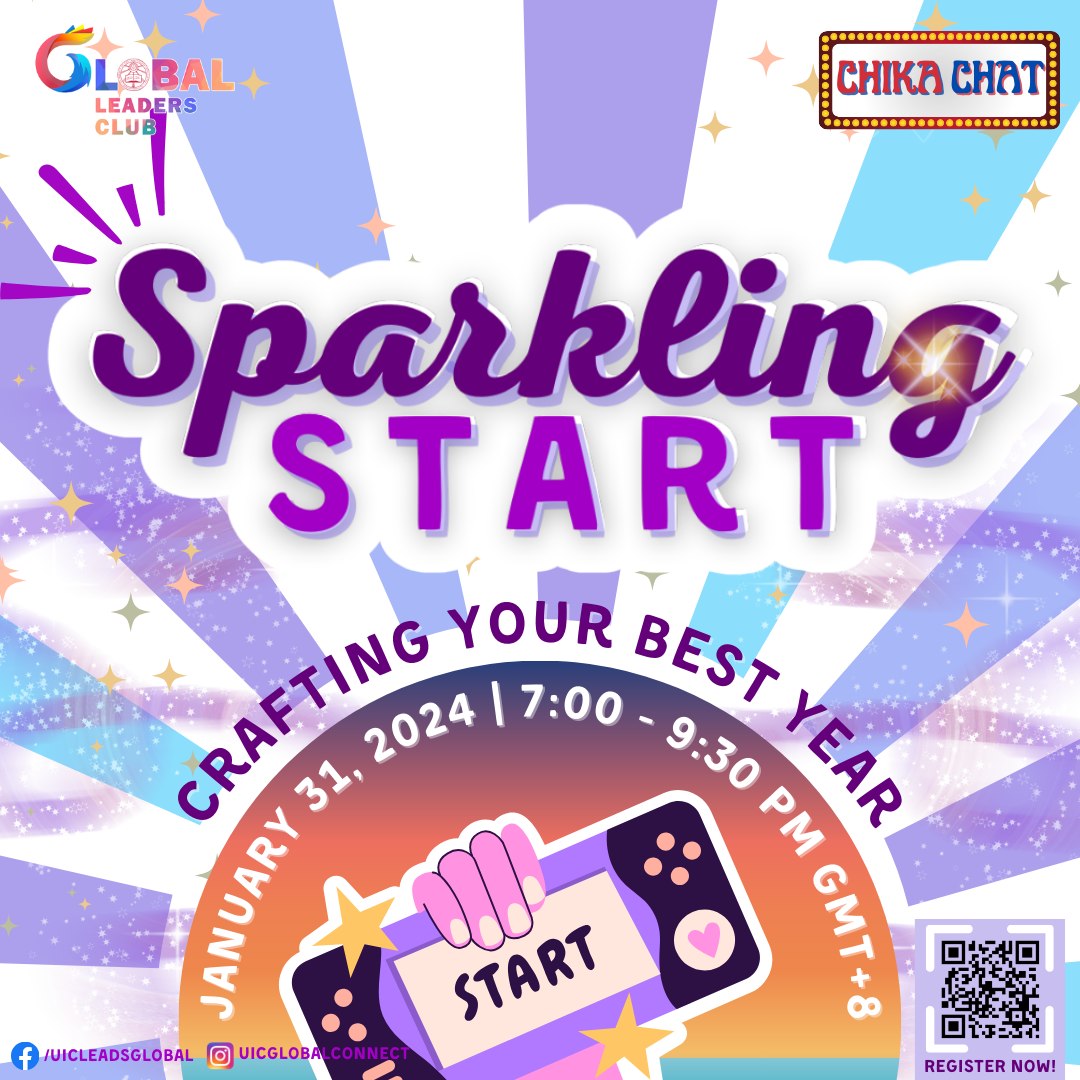 GLOBAL
LEADERS
CLUB
CHIKA CHAT
Sparkling
START
CRAFTING YOUR BEST YEAR
JANUARY 31, 2024 | 7:00 - 9:30 PM GMT+8
START
/UICLEADSGLOBAL
UICGLOBALCONNECT
REGISTER NOW!